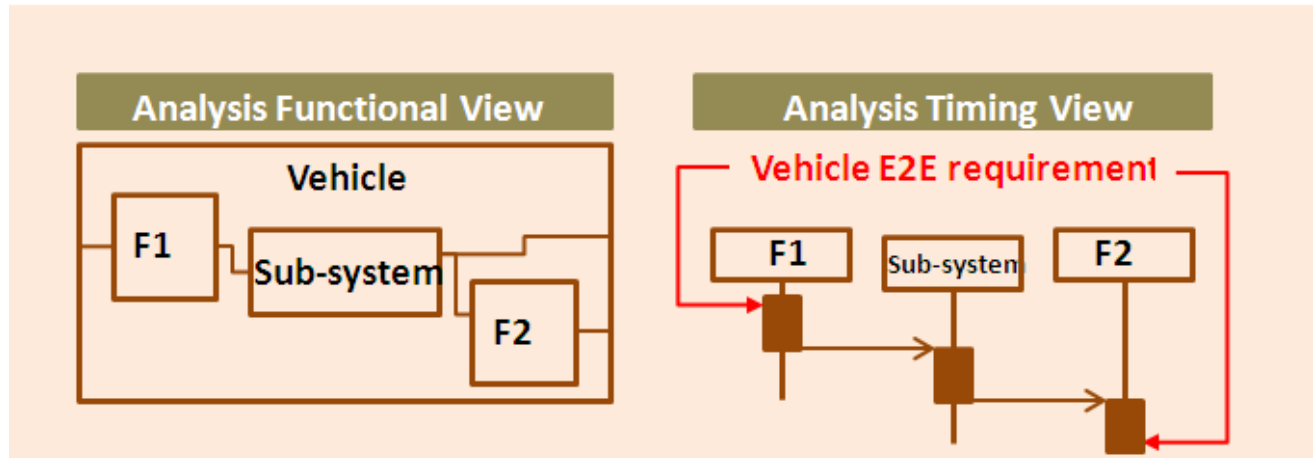 Analysis Functional View
Vehicle
F1
Sub-system
F2
Analysis Timing View
Vehicle E2E requirement
F1
Sub-system
F2